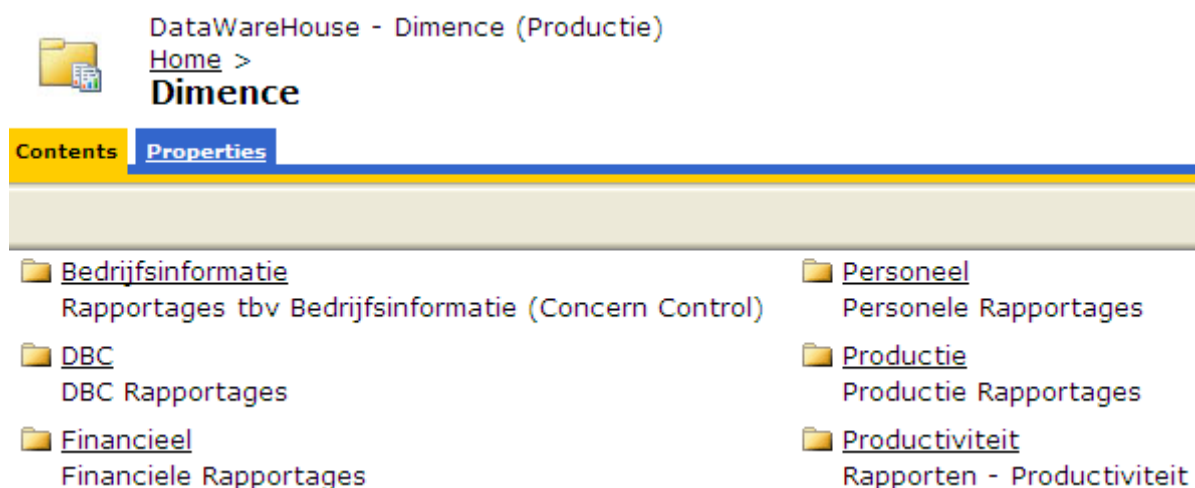 DataWareHouse - Dimence (Productie)
Home >
Dimence
Contents Properties
Bedrijfsinformatie
Rapportages tbv Bedrijfsinformatie (Concern Control)
DBC
DBC Rapportages
Financieel
Financiele Rapportages
Personeel
Personele Rapportages
Productie
Productie Rapportages
Productiviteit
Rapporten - Productiviteit